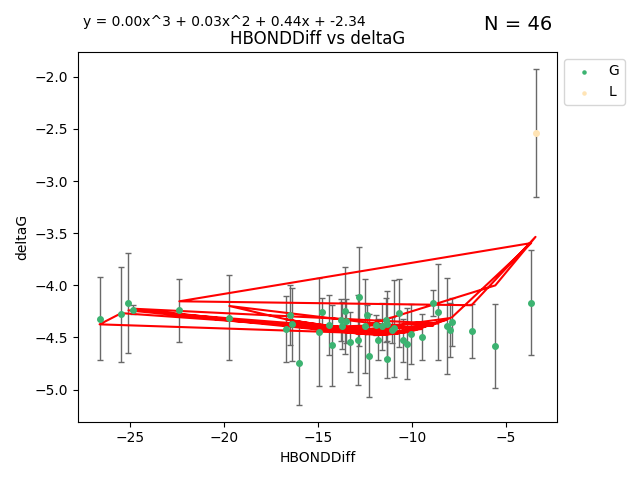 y = 0.00x^3 + 0.03x^2 + 0.44x + -2.34
N = 46
HBONDDiff vs deltaG
G
L
−2.0
−2.5
−3.0
−3.5
−4.0
−4.5
−5.0
deltaG
−25
−20
−15
−10
−5
HBONDDiff